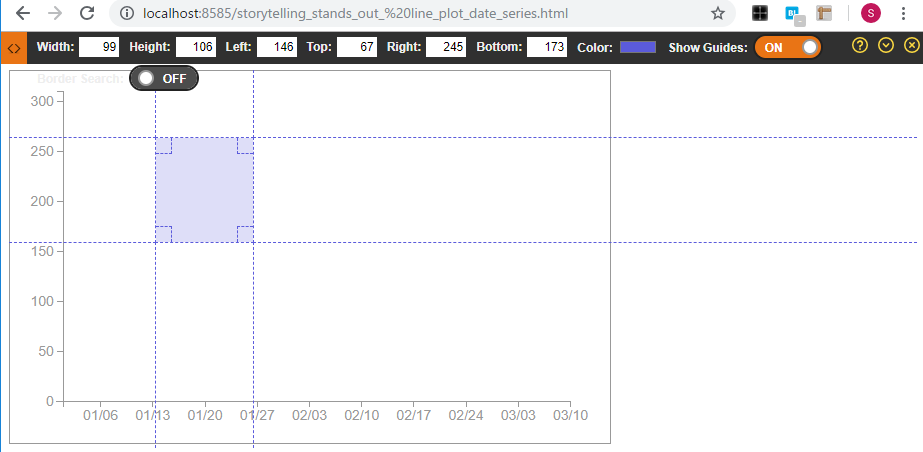 localhost:8585/storytelling_stands_out_%20line_plot_date_series.html
S
Width: 99 Height: 106 Left: 146 Top: 67 Right: 245 Bottom: 173 Color: Show Guides: ON
Border Search: OFF
300
250
200
150
100
50
0
01/06 01/13 01/20 01/27 02/03 02/10 02/17 02/24 03/03 03/10